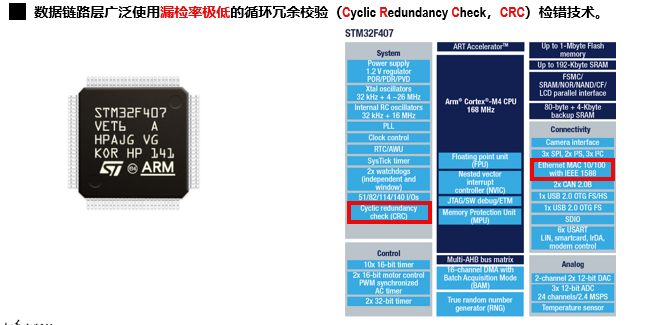 数据链路层广泛使用漏检率极低的循环冗余校验（Cyclic Redundancy Check，CRC）检错技术。
STM32F407
VET6 A
HPAJG VG
KOR HP 141
ST e4 ARM
STM32F407
System
Power supply
1.2 V regulator
POR/PDR/PVD
Xtal oscillators
32 kHz + 4 ~26 MHz
Internal RC oscillators
32 kHz + 16 MHz
PLL
Clock control
RTC/AWU
SysTick timer
2x watchdogs
(independent and
window)
51/82/114/140 I/Os
Cyclic redundancy
check (CRC)
Control
10x 16-bit timer
2x 16-bit motor control
PWM synchronized
AC timer
2x 32-bit timer
ART Accelerator™
Arm® Cortex®-M4 CPU
168 MHz
Floating point unit
(FPU)
Nested vector
interrupt
controller (NVIC)
JTAG/SW debug/ETM
Memory Protection Unit
(MPU)
Multi-AHB bus matrix
16-channel DMA with
Batch Acquisition Mode
(BAM)
True random number
generator (RNG)
Up to 1-Mbyte Flash
memory
Up to 192-Kbyte SRAM
FSMC/
SRAM/NOR/NAND/CF/
LCD parallel interface
80-byte + 4-Kbyte
backup SRAM
Connectivity
Camera interface
3x SPI, 2x I²S, 3x I²C
Ethernet MAC 10/100
with IEEE 1588
2x CAN 2.0B
1x USB 2.0 OTG FS/HS
1x USB 2.0 OTG FS
SDIO
6x USART
LIN, smartcard, IrDA,
modem control
Analog
2-channel 2x 12-bit DAC
3x 12-bit ADC
24 channels/2.4 MSPS
Temperature sensor